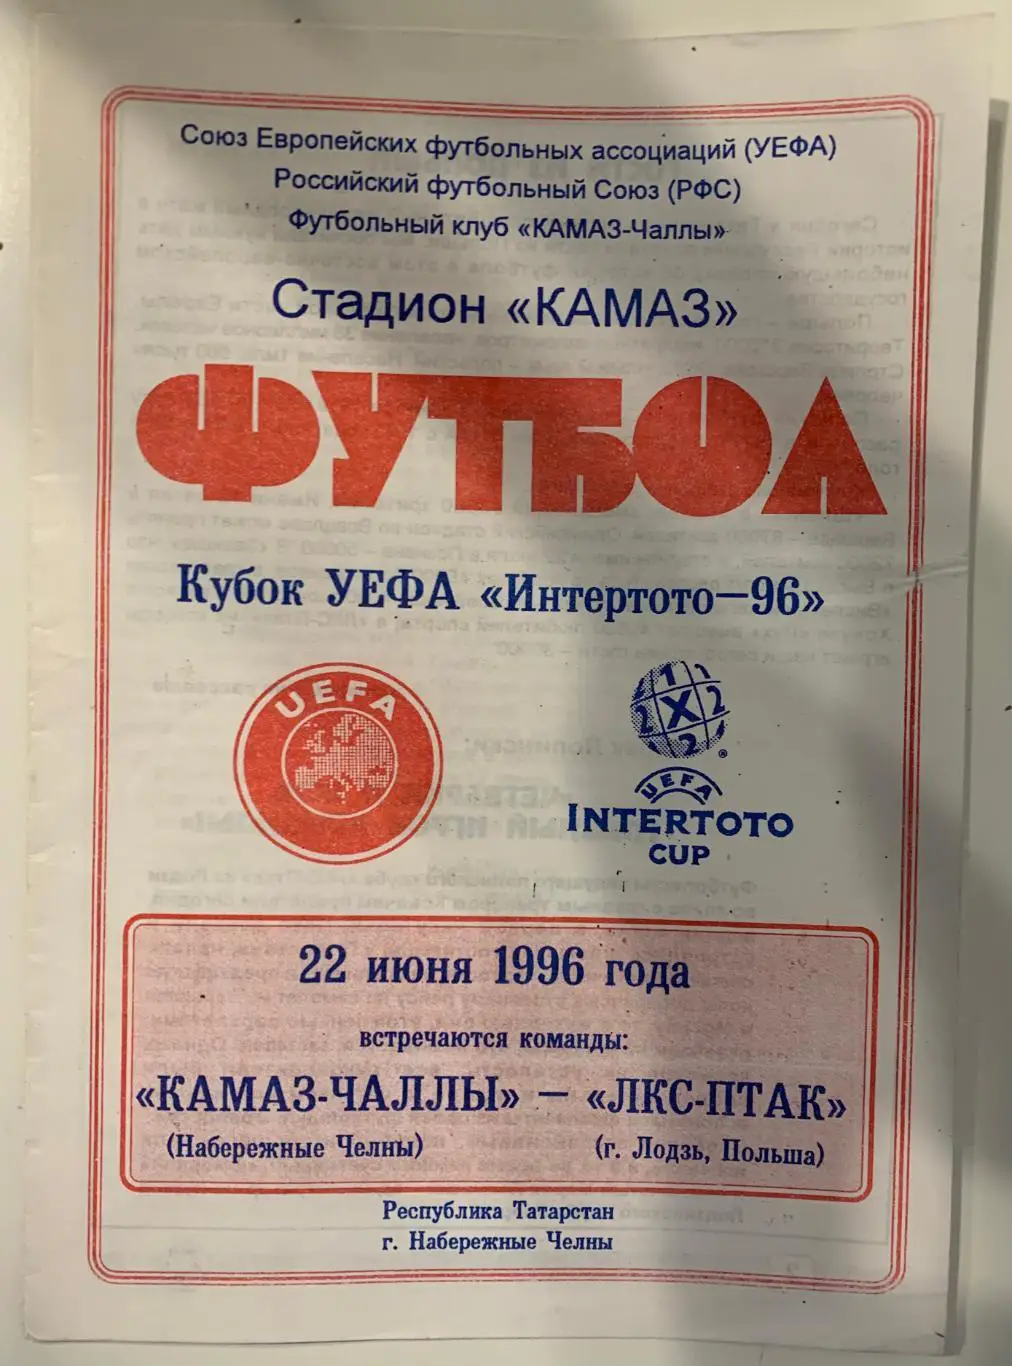 Союз Европейских футбольных ассоциаций (УЕФА)
Российский футбольный Союз (РФС)
Футбольный клуб «КАМАЗ-Чаллы»
Стадион «КАМАЗ»
ФУТБОЛ
Кубок УЕФА «Интертото—96»
UEFA
1
2 X 2
2
®
UEFA
INTERTOTO
CUP
22 июня 1996 года
встречаются команды:
«КАМАЗ-ЧАЛЛЫ» — «ЛКС-ПТАК»
(Набережные Челны) (г. Лодзь, Польша)
Республика Татарстан
г. Набережные Челны